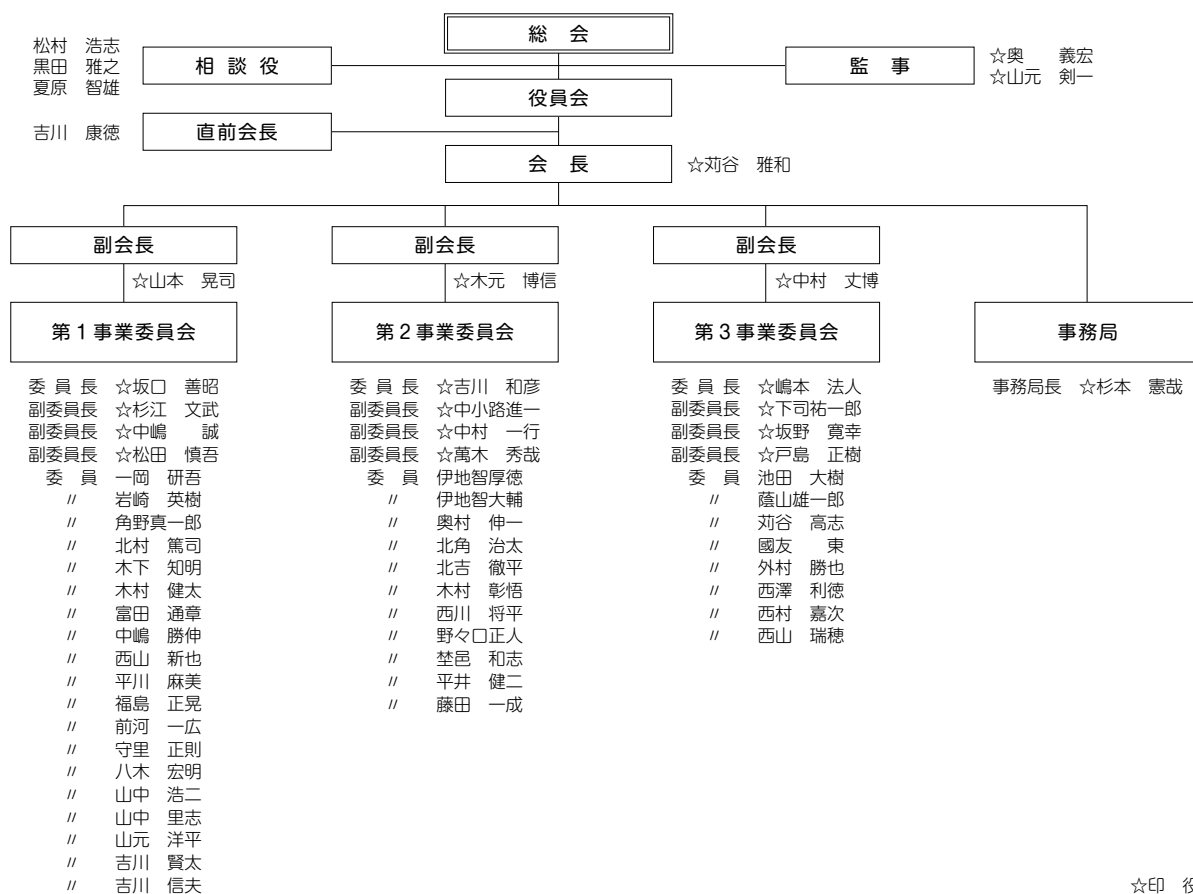 総 会
松村 浩志
黒田 雅之
夏原 智雄
相 談 役
監 事
☆奥 義宏
☆山元 剣一
役員会
吉川 康徳
直前会長
会 長
☆苅谷 雅和
副会長
☆山本 晃司
第1事業委員会
委 員 長 ☆坂口 善昭
副委員長 ☆杉江 文武
副委員長 ☆中嶋 誠
副委員長 ☆松田 慎吾
委 員 一岡 研吾
〃 岩崎 英樹
〃 角野真一郎
〃 北村 篤司
〃 木下 知明
〃 木村 健太
〃 富田 通章
〃 中嶋 勝伸
〃 西山 新也
〃 平川 麻美
〃 福島 正晃
〃 前河 一広
〃 守里 正則
〃 八木 宏明
〃 山中 浩二
〃 山中 里志
〃 山元 洋平
〃 吉川 賢太
〃 吉川 信夫
副会長
☆木元 博信
第2事業委員会
委 員 長 ☆吉川 和彦
副委員長 ☆中小路進一
副委員長 ☆中村 一行
副委員長 ☆萬木 秀哉
委 員 伊地智厚徳
〃 伊地智大輔
〃 奥村 伸一
〃 北角 治太
〃 北吉 徹平
〃 木村 彰悟
〃 西川 将平
〃 野々口正人
〃 埜邑 和志
〃 平井 健二
〃 藤田 一成
副会長
☆中村 丈博
第3事業委員会
委 員 長 ☆嶋本 法人
副委員長 ☆下司祐一郎
副委員長 ☆坂野 寛幸
副委員長 ☆戸島 正樹
委 員 池田 大樹
〃 蔭山雄一郎
〃 苅谷 高志
〃 國友 東
〃 外村 勝也
〃 西澤 利徳
〃 西村 嘉次
〃 西山 瑞穂
事務局
事務局長 ☆杉本 憲哉
☆印 役